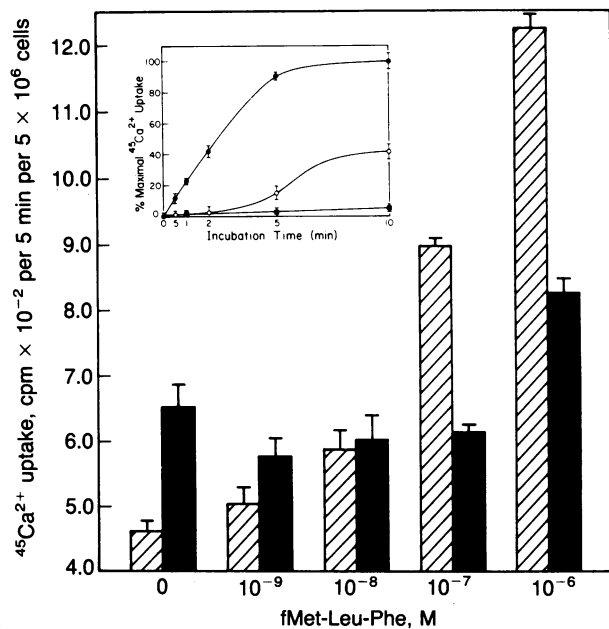 12.0
11.0
10.0
9.0
8.0
7.0
6.0
5.0
4.0
⁴⁵Ca²⁺ uptake, cpm × 10⁻² per 5 min per 5 × 10⁶ cells
100
80
60
40
20
0
% Maximal ⁴⁵Ca²⁺ Uptake
0 .5 1 2 5 10
Incubation Time (min)
0 10⁻⁹ 10⁻⁸ 10⁻⁷ 10⁻⁶
fMet-Leu-Phe, M